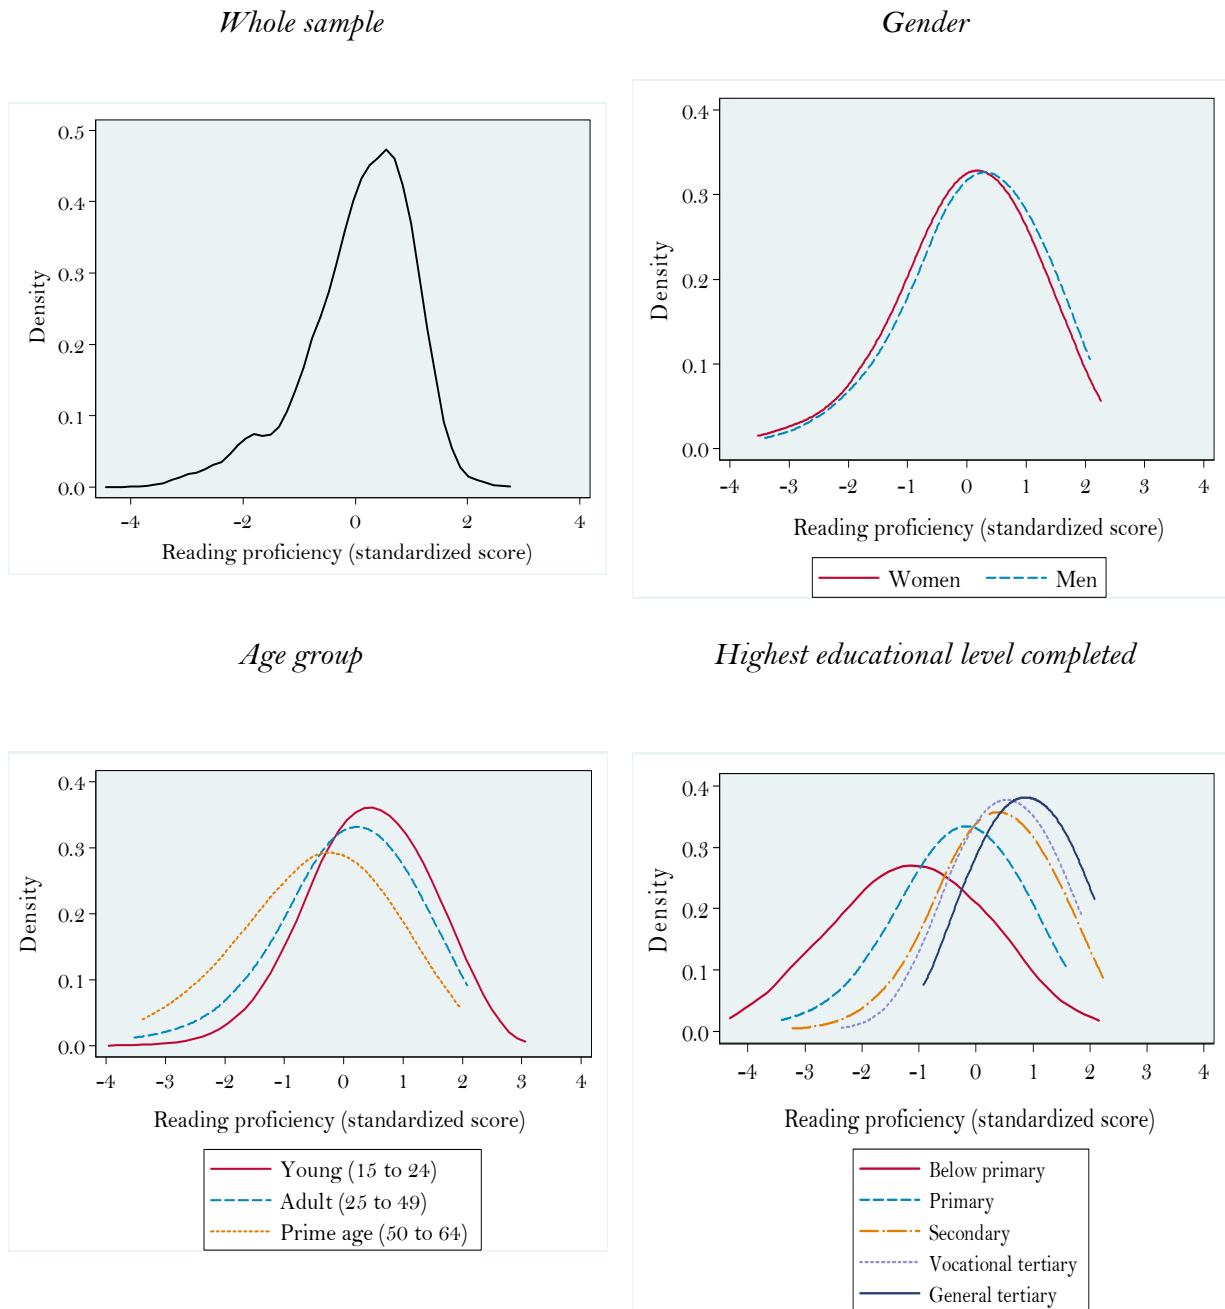 Whole sample
Gender
0.5
0.4
0.3
0.2
0.1
0.0
Density
-4 -2 0 2 4
Reading proficiency (standardized score)
0.4
0.3
0.2
0.1
0.0
Density
-4 -3 -2 -1 0 1 2 3 4
Reading proficiency (standardized score)
Women Men
Age group
Highest educational level completed
0.4
0.3
0.2
0.1
0.0
Density
-4 -3 -2 -1 0 1 2 3 4
Reading proficiency (standardized score)
Young (15 to 24)
Adult (25 to 49)
Prime age (50 to 64)
0.4
0.3
0.2
0.1
0.0
Density
-4 -3 -2 -1 0 1 2 3 4
Reading proficiency (standardized score)
Below primary
Primary
Secondary
Vocational tertiary
General tertiary